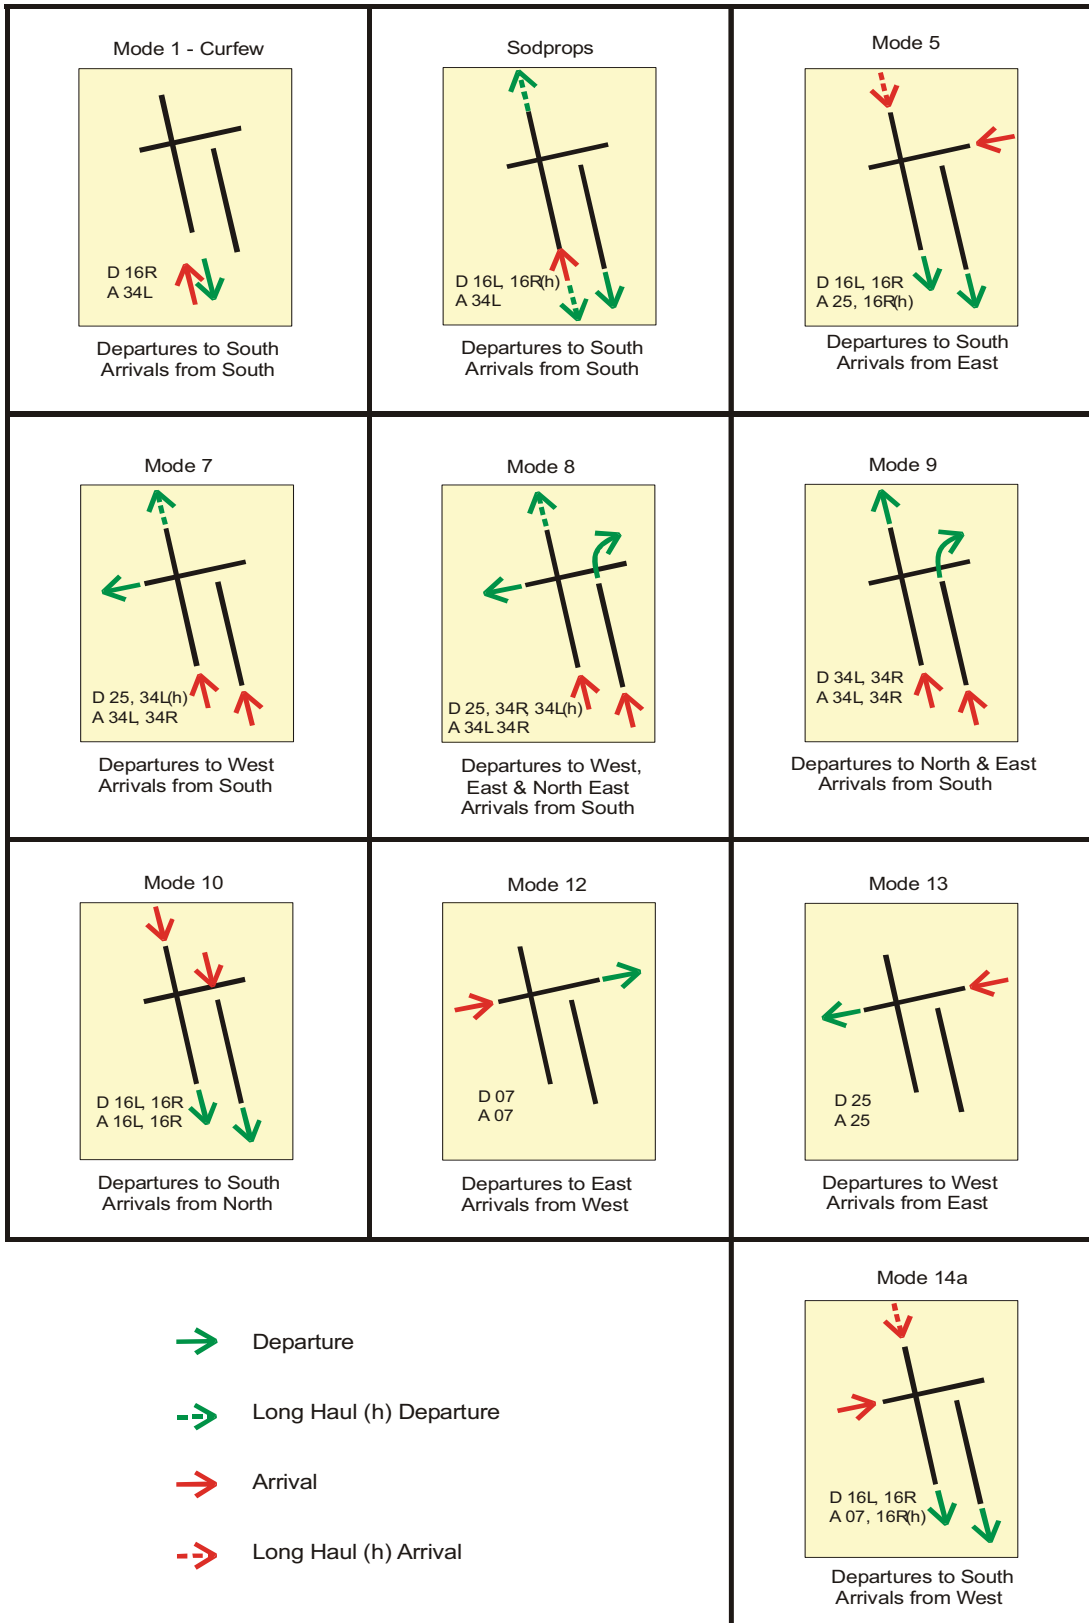 Mode 1 - Curfew
D 16R
A 34L
Departures to South
Arrivals from South
Sodprops
D 16L, 16R(h)
A 34L
Departures to South
Arrivals from South
Mode 5
D 16L, 16R
A 25, 16R(h)
Departures to South
Arrivals from East
Mode 7
D 25, 34L(h)
A 34L, 34R
Departures to West
Arrivals from South
Mode 8
D 25, 34R, 34L(h)
A 34L 34R
Departures to West,
East & North East
Arrivals from South
Mode 9
D 34L, 34R
A 34L, 34R
Departures to North & East
Arrivals from South
Mode 10
D 16L, 16R
A 16L, 16R
Departures to South
Arrivals from North
Mode 12
D 07
A 07
Departures to East
Arrivals from West
Mode 13
D 25
A 25
Departures to West
Arrivals from East
Departure
Long Haul (h) Departure
Arrival
Long Haul (h) Arrival
Mode 14a
D 16L, 16R
A 07, 16R(h)
Departures to South
Arrivals from West